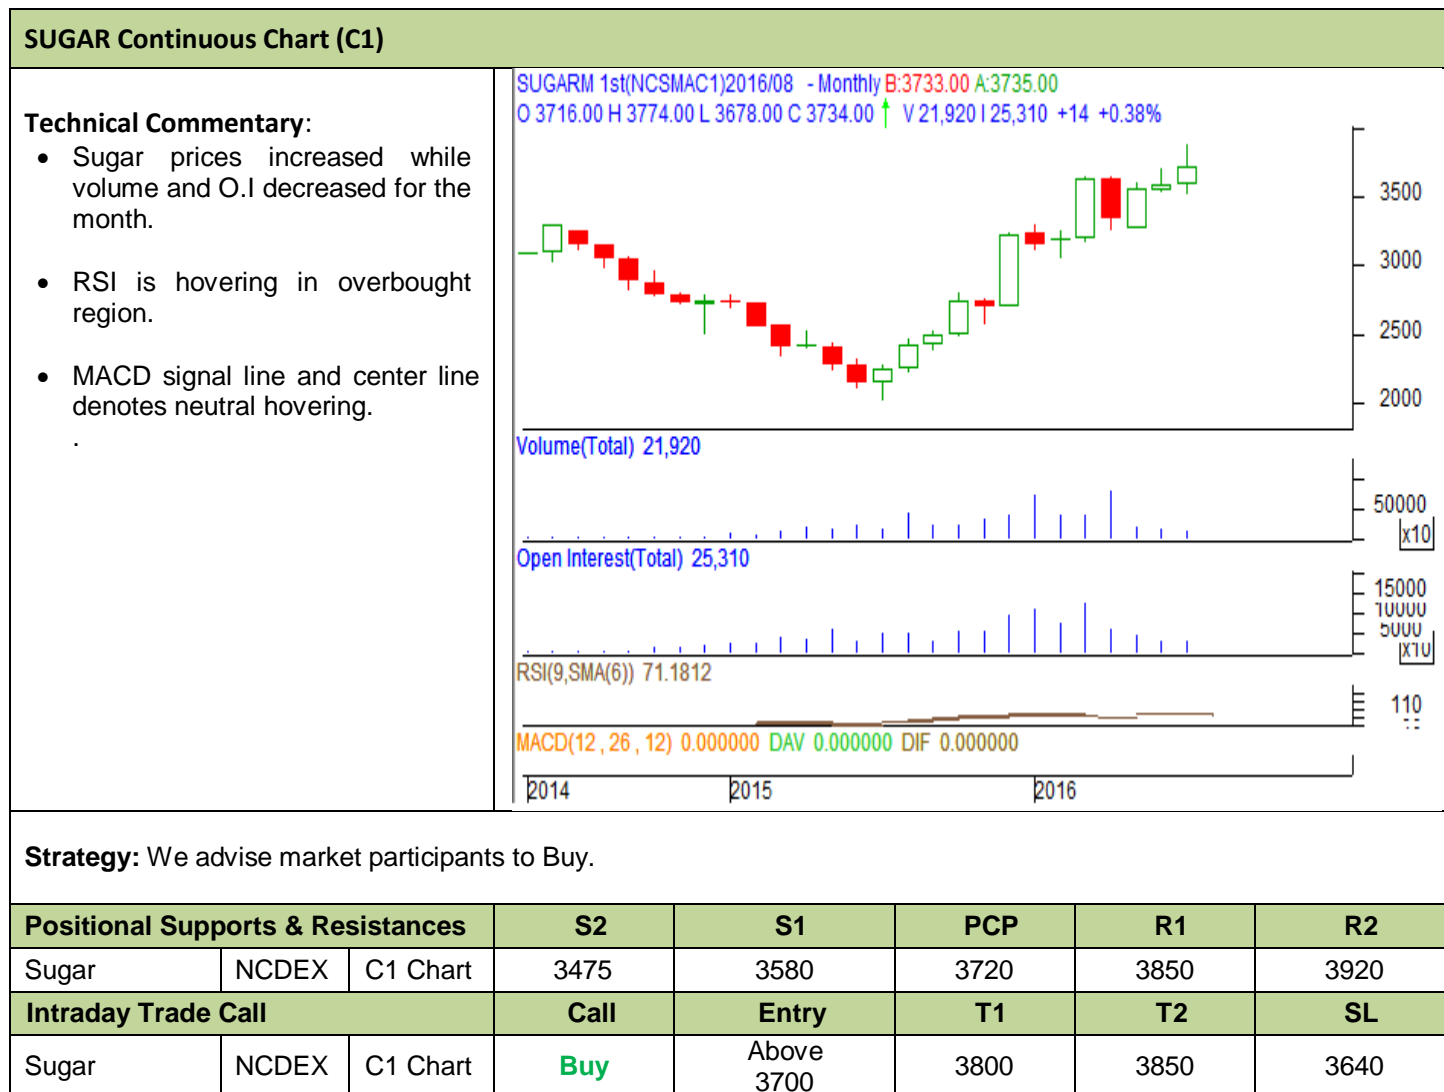 SUGAR Continuous Chart (C1)
Technical Commentary:
• Sugar prices increased while
volume and O.I decreased for the
month.
• RSI is hovering in overbought
region.
• MACD signal line and center line
denotes neutral hovering.
.
SUGARM 1st(NCSMAC1)2016/08 - Monthly B:3733.00 A:3735.00
O 3716.00 H 3774.00 L 3678.00 C 3734.00 ↑ V 21,920 I 25,310 +14 +0.38%
3500
3000
2500
2000
Volume(Total) 21,920
50000
x10
Open Interest(Total) 25,310
15000
10000
5000
x10
RSI(9,SMA(6)) 71.1812
110
MACD(12 , 26 , 12) 0.000000 DAV 0.000000 DIF 0.000000
2014 2015 2016
Strategy: We advise market participants to Buy.
Positional Supports & Resistances S2 S1 PCP R1 R2
Sugar NCDEX C1 Chart 3475 3580 3720 3850 3920
Intraday Trade Call Call Entry T1 T2 SL
Sugar NCDEX C1 Chart Buy Above 3800 3850 3640
3700